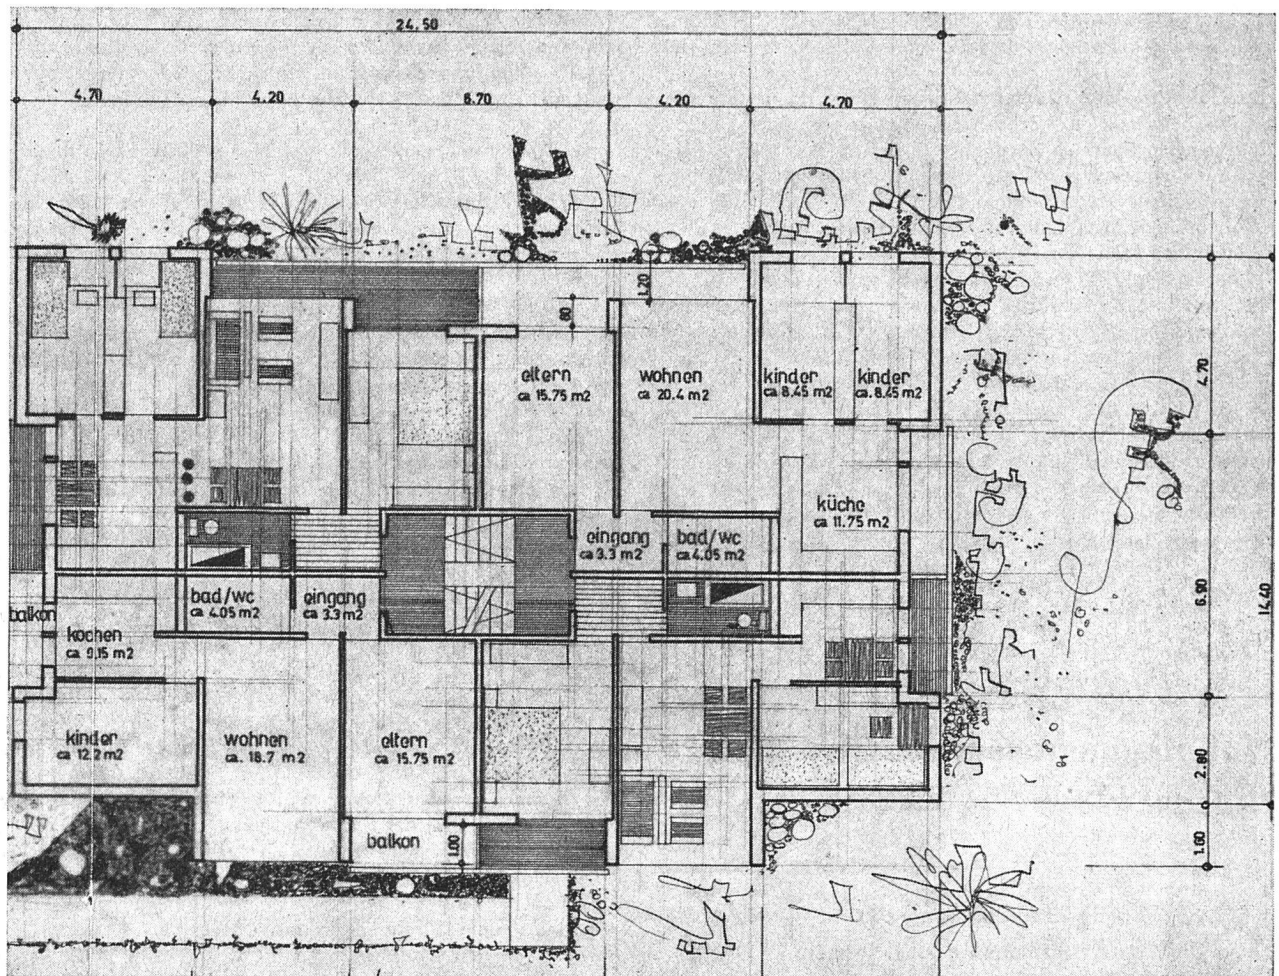 24.50
4.70 4.20 6.70 4.20 4.70
1.20
60
eltern
ca 15.75 m2
wohnen
ca 20.4 m2
kinder
ca 8.45 m2
kinder
ca. 8.45 m2
4.70
küche
ca 11.75 m2
eingang
ca 3.3 m2
bad/wc
ca 4.05 m2
bad/wc
ca 4.05 m2
eingang
ca 3.3 m2
balkon
kochen
ca 9.15 m2
6.90
14.40
kinder
ca 12.2 m2
wohnen
ca. 18.7 m2
eltern
ca 15.75 m2
2.80
balkon
1.00
1.60